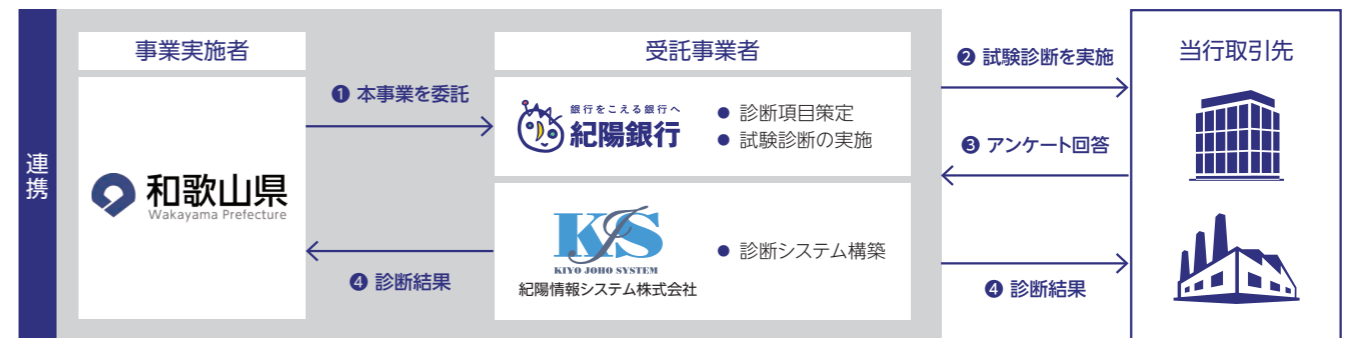 連携
事業実施者
和歌山県
Wakayama Prefecture
❶ 本事業を委託
❹ 診断結果
受託事業者
銀行をこえる銀行へ
紀陽銀行
● 診断項目策定
● 試験診断の実施
KJS
KIYO JOHO SYSTEM
紀陽情報システム株式会社
● 診断システム構築
❷ 試験診断を実施
❸ アンケート回答
❹ 診断結果
当行取引先